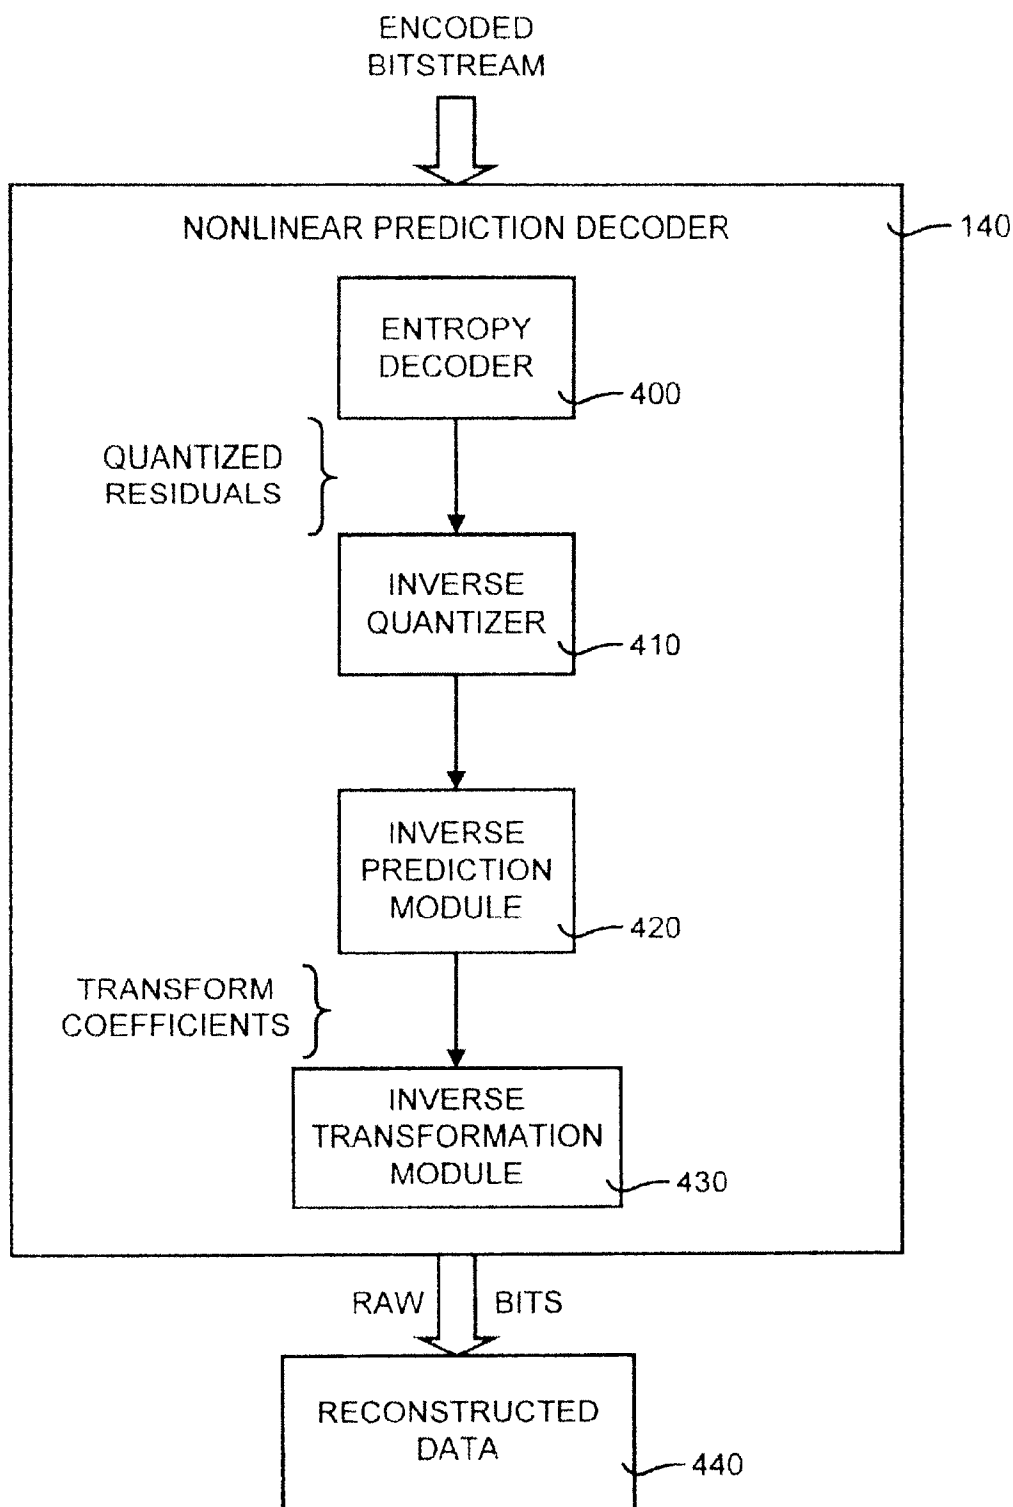 ENCODED
BITSTREAM
NONLINEAR PREDICTION DECODER
140
ENTROPY
DECODER
400
QUANTIZED
RESIDUALS
INVERSE
QUANTIZER
410
INVERSE
PREDICTION
MODULE
420
TRANSFORM
COEFFICIENTS
INVERSE
TRANSFORMATION
MODULE
430
RAW BITS
RECONSTRUCTED
DATA
440